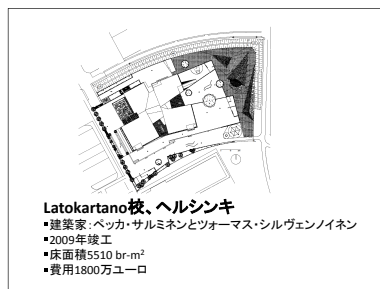 Latokartano校、ヘルシンキ
▪建築家:ペッカ・サルミネンとツォーマス・シルヴェンノイネン
▪2009年竣工
▪床面積5510 br-m²
▪費用1800万ユーロ